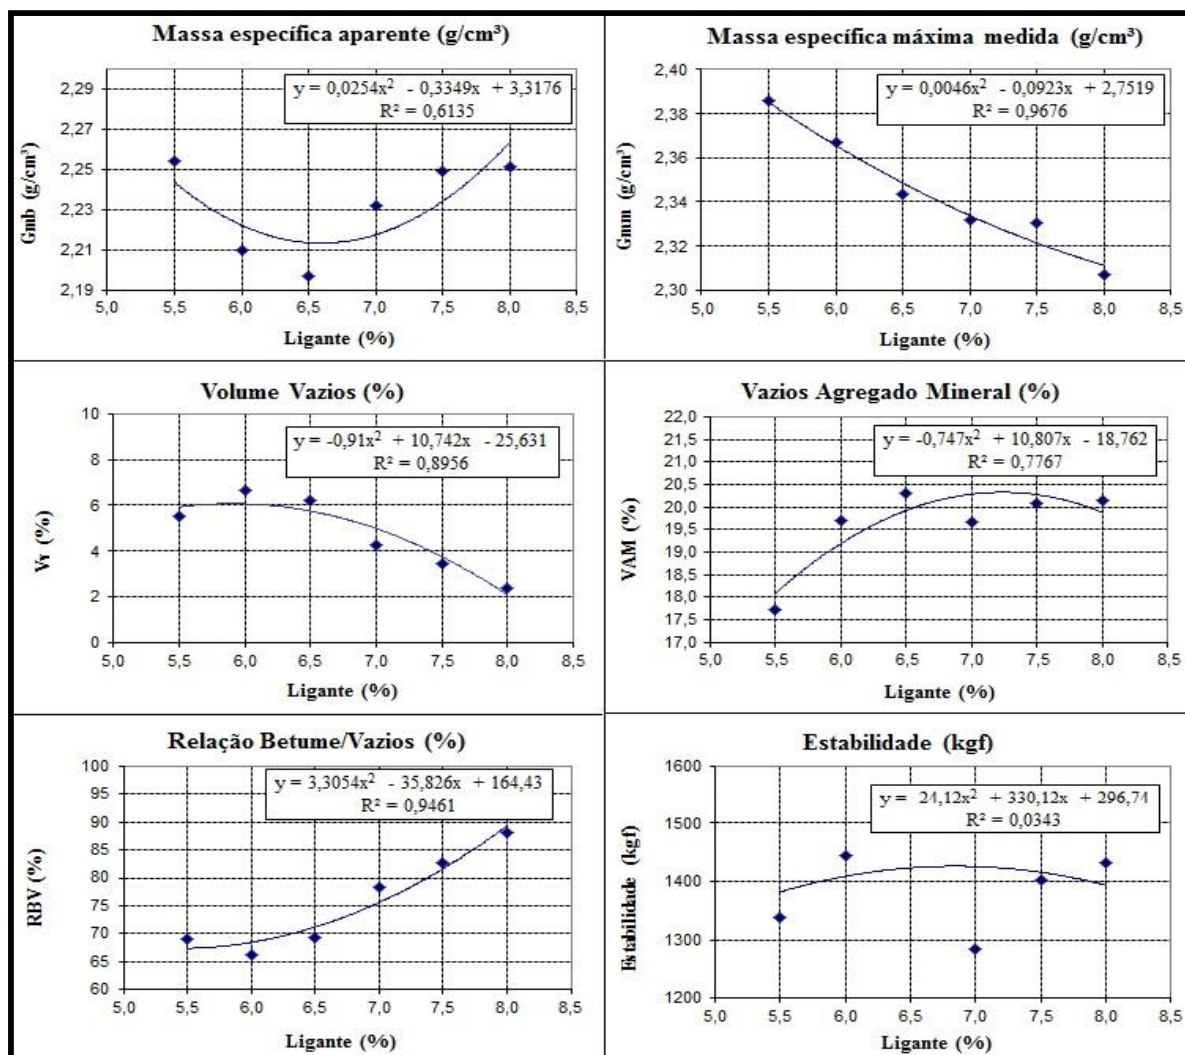 Massa específica aparente (g/cm³)
y = 0,0254x² - 0,3349x + 3,3176
R² = 0,6135
Gmb (g/cm³)
2,29
2,27
2,25
2,23
2,21
2,19
5,0 5,5 6,0 6,5 7,0 7,5 8,0 8,5
Ligante (%)
Massa específica máxima medida (g/cm³)
y = 0,0046x² - 0,0923x + 2,7519
R² = 0,9676
Gmm (g/cm³)
2,40
2,38
2,36
2,34
2,32
2,30
5,0 5,5 6,0 6,5 7,0 7,5 8,0 8,5
Ligante (%)
Volume Vazios (%)
y = -0,91x² + 10,742x - 25,631
R² = 0,8956
Vv (%)
10
8
6
4
2
0
5,0 5,5 6,0 6,5 7,0 7,5 8,0 8,5
Ligante (%)
Vazios Agregado Mineral (%)
y = -0,747x² + 10,807x - 18,762
R² = 0,7767
VAM (%)
22,0
21,5
21,0
20,5
20,0
19,5
19,0
18,5
18,0
17,5
17,0
5,0 5,5 6,0 6,5 7,0 7,5 8,0 8,5
Ligante (%)
Relação Betume/Vazios (%)
y = 3,3054x² - 35,826x + 164,43
R² = 0,9461
RBV (%)
100
95
90
85
80
75
70
65
60
5,0 5,5 6,0 6,5 7,0 7,5 8,0 8,5
Ligante (%)
Estabilidade (kgf)
y = 24,12x² + 330,12x + 296,74
R² = 0,0343
Estabilidade (kgf)
1600
1500
1400
1300
1200
5,0 5,5 6,0 6,5 7,0 7,5 8,0 8,5
Ligante (%)